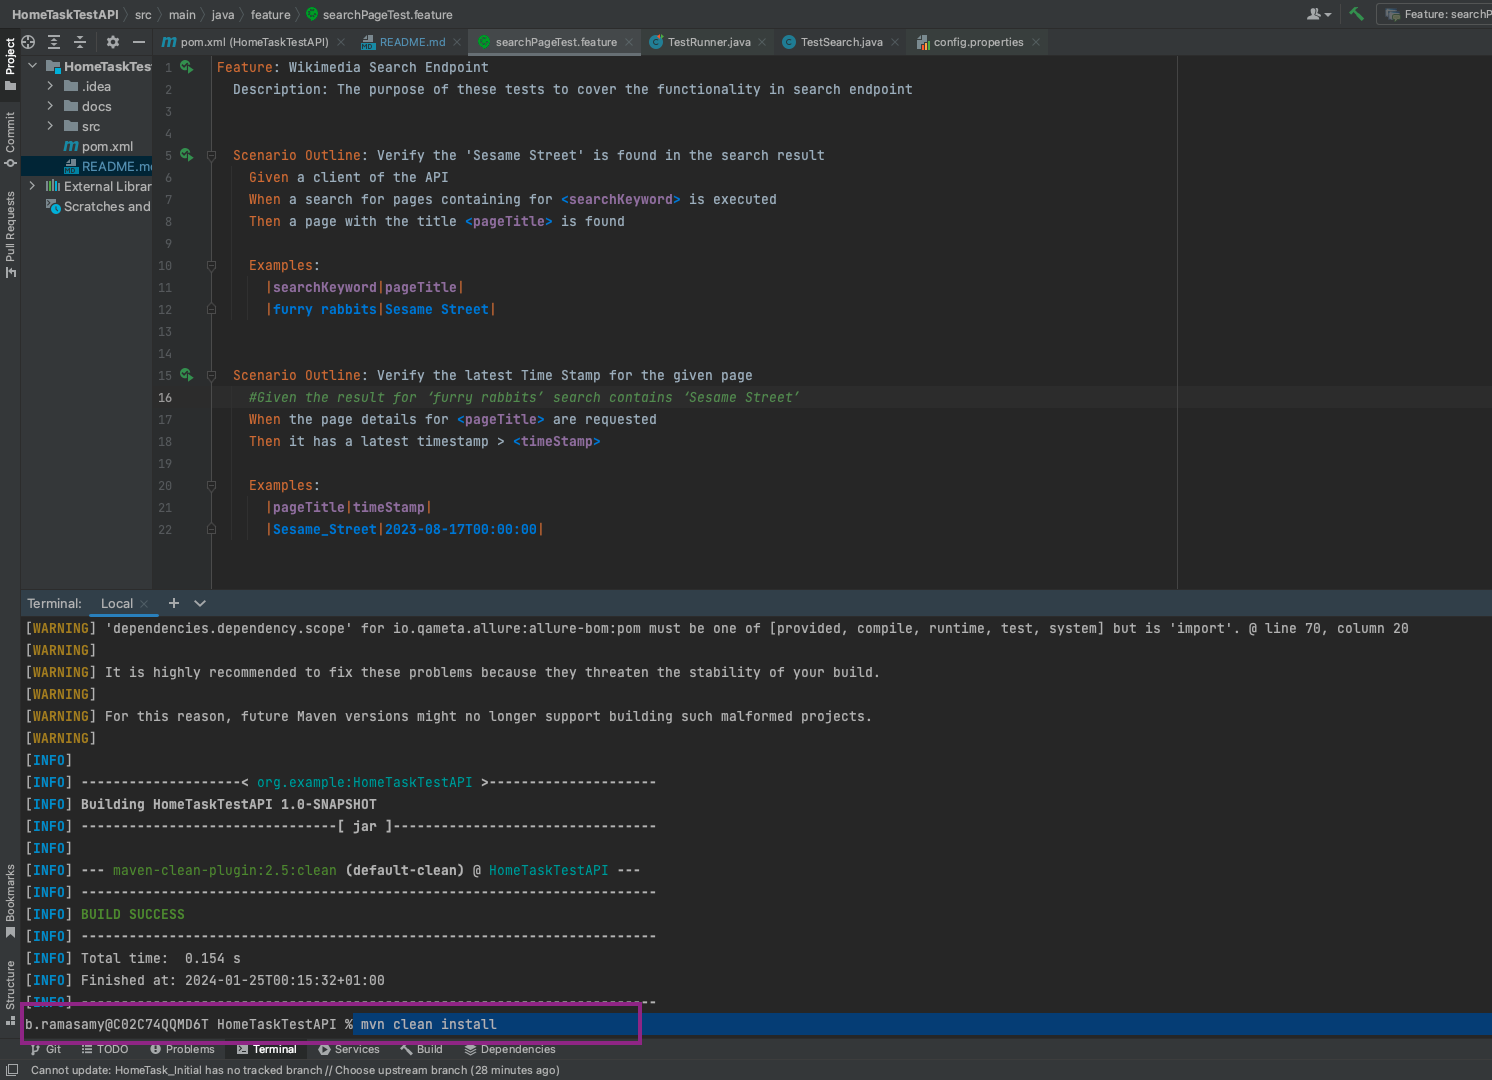 HomeTaskTestAPI src main java feature searchPageTest.feature
Feature: searchP
pom.xml (HomeTaskTestAPI) README.md searchPageTest.feature TestRunner.java TestSearch.java config.properties
Project
Commit
Pull Requests
Bookmarks
Structure
HomeTaskTest
.idea
docs
src
pom.xml
README.md
External Librar
Scratches and
1 Feature: Wikimedia Search Endpoint
2 Description: The purpose of these tests to cover the functionality in search endpoint
3
4
5 Scenario Outline: Verify the 'Sesame Street' is found in the search result
6 Given a client of the API
7 When a search for pages containing for <searchKeyword> is executed
8 Then a page with the title <pageTitle> is found
9
10 Examples:
11 |searchKeyword|pageTitle|
12 |furry rabbits|Sesame Street|
13
14
15 Scenario Outline: Verify the latest Time Stamp for the given page
16 #Given the result for ‘furry rabbits’ search contains ‘Sesame Street’
17 When the page details for <pageTitle> are requested
18 Then it has a latest timestamp > <timeStamp>
19
20 Examples:
21 |pageTitle|timeStamp|
22 |Sesame_Street|2023-08-17T00:00:00|
Terminal: Local
[WARNING] 'dependencies.dependency.scope' for io.qameta.allure:allure-bom:pom must be one of [provided, compile, runtime, test, system] but is 'import'. @ line 70, column 20
[WARNING]
[WARNING] It is highly recommended to fix these problems because they threaten the stability of your build.
[WARNING]
[WARNING] For this reason, future Maven versions might no longer support building such malformed projects.
[WARNING]
[INFO]
[INFO] --------------------< org.example:HomeTaskTestAPI >---------------------
[INFO] Building HomeTaskTestAPI 1.0-SNAPSHOT
[INFO] --------------------------------[ jar ]---------------------------------
[INFO]
[INFO] --- maven-clean-plugin:2.5:clean (default-clean) @ HomeTaskTestAPI ---
[INFO] ------------------------------------------------------------------------
[INFO] BUILD SUCCESS
[INFO] ------------------------------------------------------------------------
[INFO] Total time:  0.154 s
[INFO] Finished at: 2024-01-25T00:15:32+01:00
[INFO] ------------------------------------------------------------------------
b.ramasamy@C02C74QQMD6T HomeTaskTestAPI % mvn clean install
Git TODO Problems Terminal Services Build Dependencies
Cannot update: HomeTask_Initial has no tracked branch // Choose upstream branch (28 minutes ago)